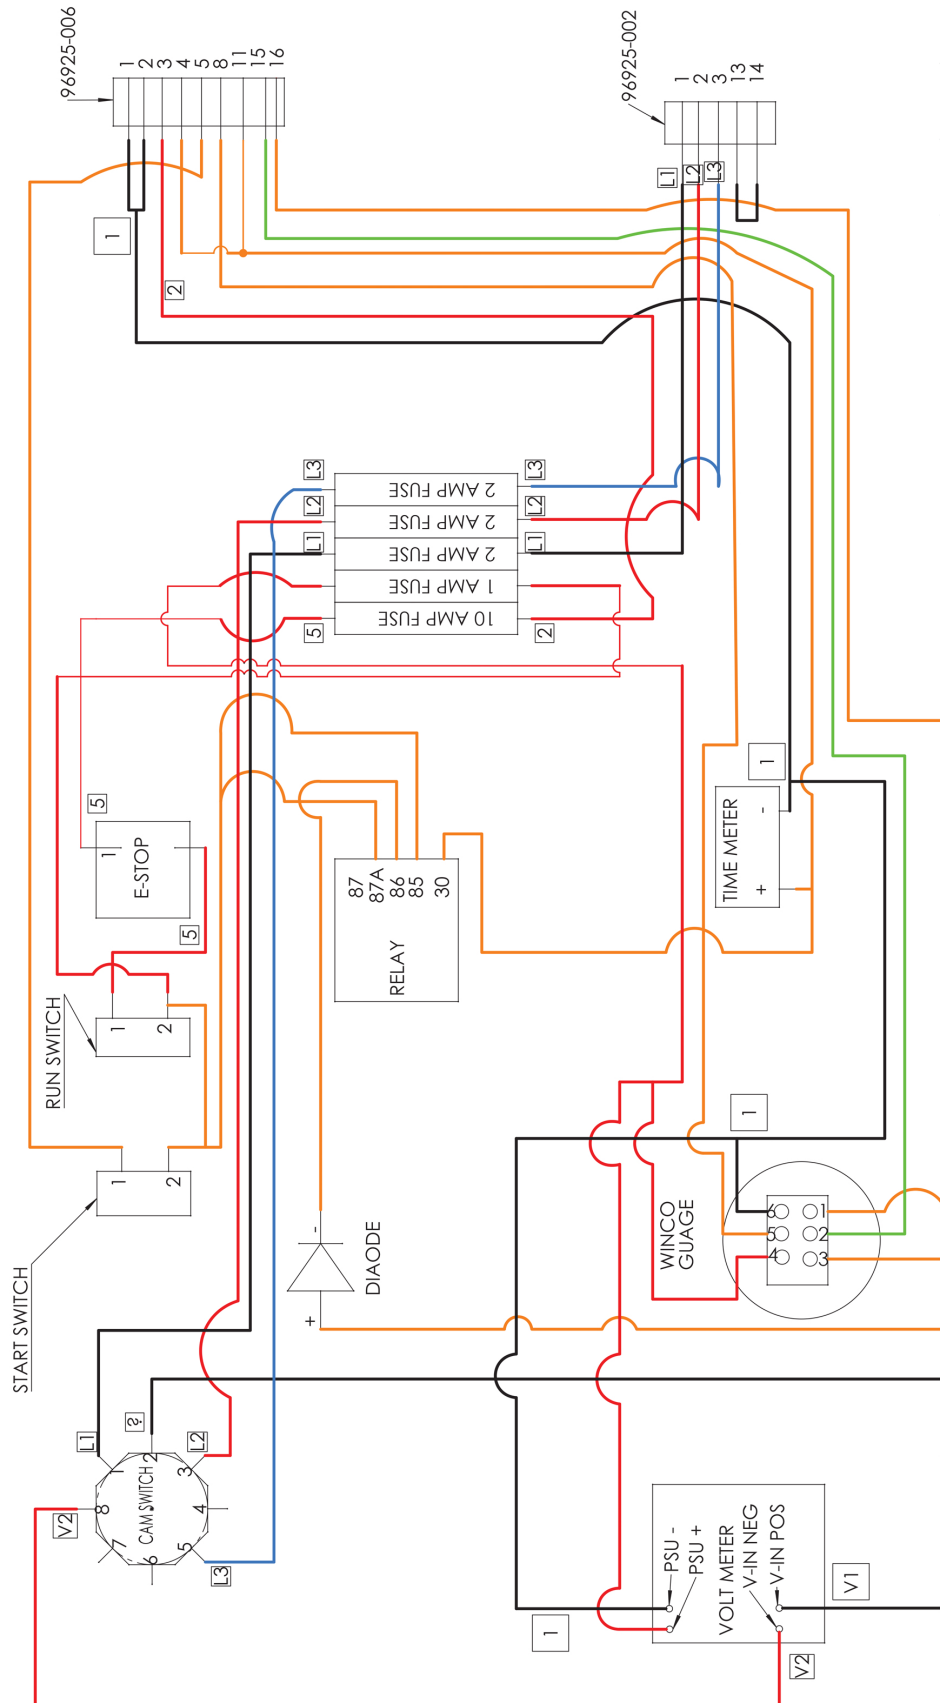 96925-006
1
2
3
4
5
8
11
15
16
96925-002
1
2
3
13
14
L1
L2
L3
1
2
L3
L2
L1
5
2 AMP FUSE
2 AMP FUSE
2 AMP FUSE
1 AMP FUSE
10 AMP FUSE
L3
L2
L1
2
5
1
E-STOP
5
RUN SWITCH
1
2
START SWITCH
1
2
87
87A
86
85
30
RELAY
TIME METER
+
-
1
1
WINCO
GUAGE
6
5
4
1
2
3
-
+
DIAODE
L1
?
L2
L3
V2
CAM SWITCH
1
2
3
4
5
6
7
8
PSU -
PSU +
VOLT METER
V-IN NEG
V-IN POS
1
V1
V2